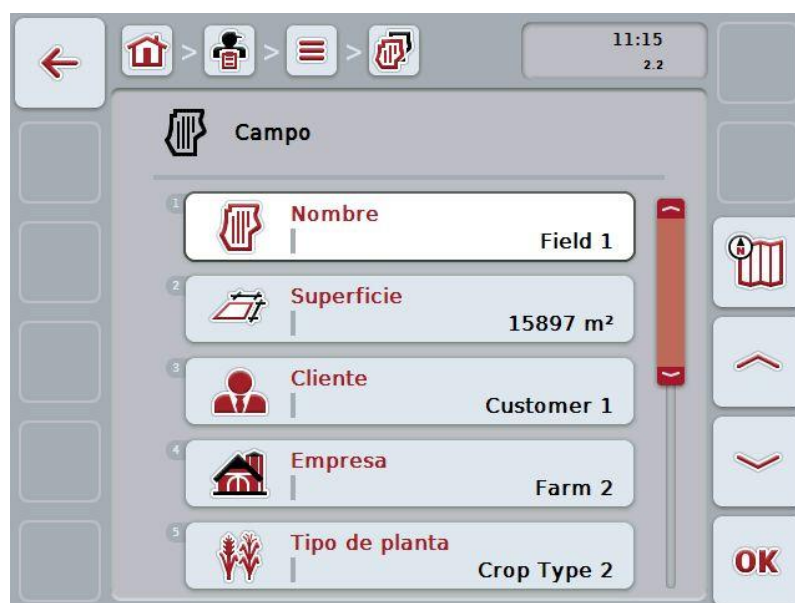 > > >
11:15
2.2
Campo
1
Nombre
Field 1
N
2
Superficie
15897 m²
3
Cliente
Customer 1
4
Empresa
Farm 2
5
Tipo de planta
Crop Type 2
OK